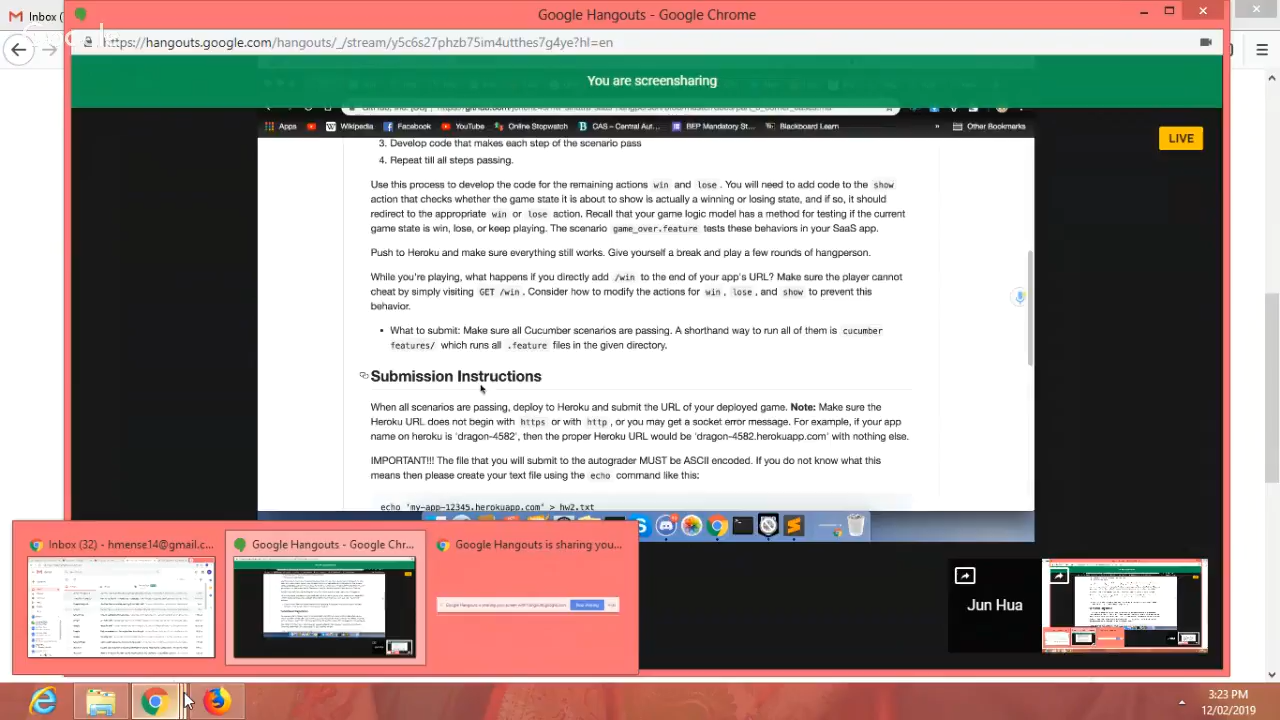 Inbox (
Google Hangouts - Google Chrome
https://hangouts.google.com/hangouts/_/stream/y5c6s27phzb75im4utthes7g4ye?hl=en
You are screensharing
LIVE
Apps
Wikipedia
Facebook
YouTube
Online Stopwatch
CAS – Central Aut...
BEP Mandatory St...
Blackboard Learn
»
Other Bookmarks
3. Develop code that makes each step of the scenario pass
4. Repeat till all steps passing.
Use this process to develop the code for the remaining actions win and lose . You will need to add code to the show
action that checks whether the game state it is about to show is actually a winning or losing state, and if so, it should
redirect to the appropriate win or lose action. Recall that your game logic model has a method for testing if the current
game state is win, lose, or keep playing. The scenario game_over.feature tests these behaviors in your SaaS app.
Push to Heroku and make sure everything still works. Give yourself a break and play a few rounds of hangperson.
While you're playing, what happens if you directly add /win to the end of your app's URL? Make sure the player cannot
cheat by simply visiting GET /win . Consider how to modify the actions for win , lose , and show to prevent this
behavior.
• What to submit: Make sure all Cucumber scenarios are passing. A shorthand way to run all of them is cucumber
features/ which runs all .feature files in the given directory.
Submission Instructions
When all scenarios are passing, deploy to Heroku and submit the URL of your deployed game. Note: Make sure the
Heroku URL does not begin with https or with http , or you may get a socket error message. For example, if your app
name on heroku is 'dragon-4582', then the proper Heroku URL would be 'dragon-4582.herokuapp.com' with nothing else.
IMPORTANT!!! The file that you will submit to the autograder MUST be ASCII encoded. If you do not know what this
means then please create your text file using the echo command like this:
echo 'my-app-12345.herokuapp.com' > hw2.txt
Inbox (32) - hmense14@gmail.c...
Google Hangouts - Google Chr...
Google Hangouts is sharing you...
Jun Hua
3:23 PM
12/02/2019